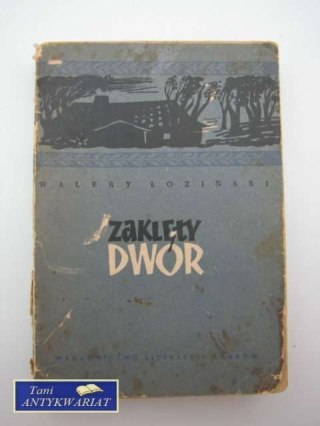 WALERY ŁOZIŃSKI
ZAKLĘTY
DWÓR
WYDAWNICTWO LITERACKIE KRAKÓW
Tani
ANTYKWARIAT